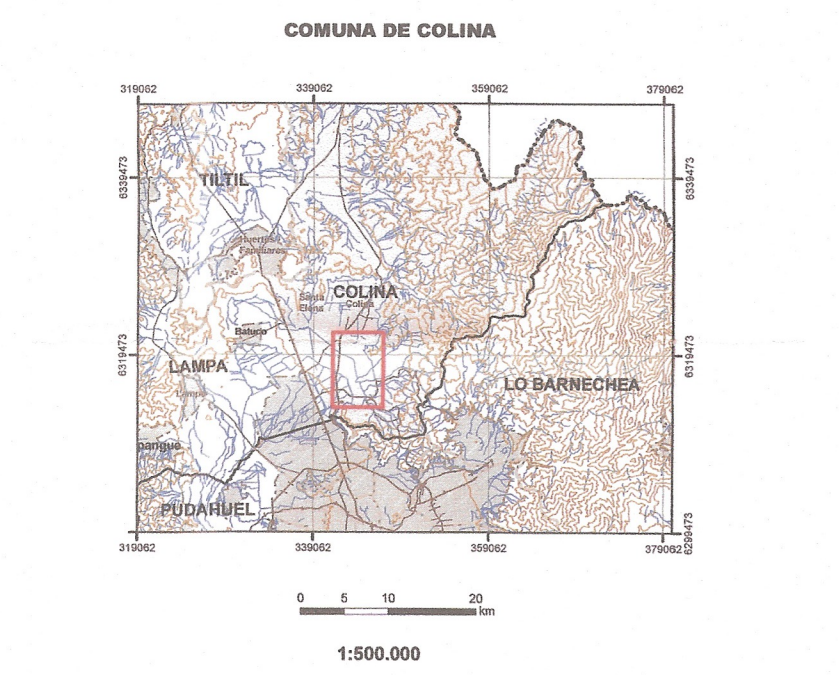 COMUNA DE COLINA
319062 339062 359062 379062
6339473 6339473
TILTIL
Huertos
Familiares
COLINA
Santa
Elena
Colina
Batuco
6319473 6319473
LAMPA
Lampa
LO BARNECHEA
pangue
PUDAHUEL
6299473
319062 339062 359062 379062
0 5 10 20
km
1:500.000